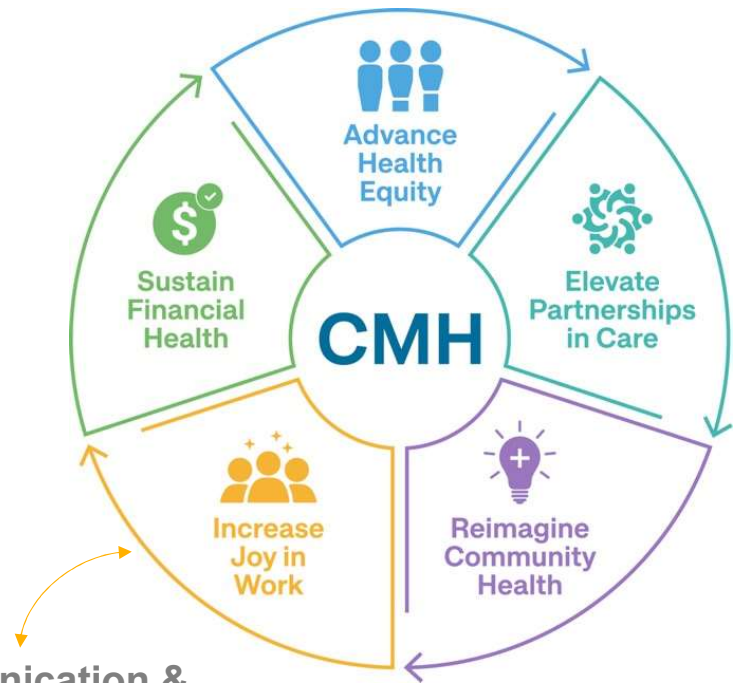 Advance
Health
Equity
Sustain
Financial
Health
$
CMH
Elevate
Partnerships
in Care
Increase
Joy in
Work
Reimagine
Community
Health
&